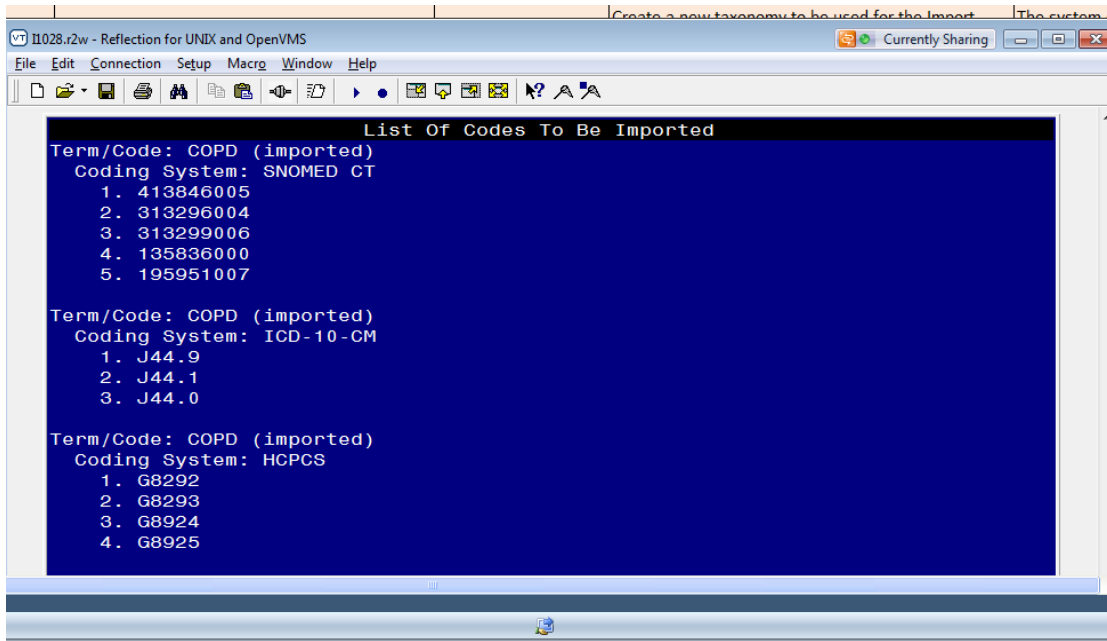 Create a new taxonomy to be used for the Import
The system
I1028.r2w - Reflection for UNIX and OpenVMS
Currently Sharing
File Edit Connection Setup Macro Window Help
List Of Codes To Be Imported
Term/Code: COPD (imported)
Coding System: SNOMED CT
1. 413846005
2. 313296004
3. 313299006
4. 135836000
5. 195951007
Term/Code: COPD (imported)
Coding System: ICD-10-CM
1. J44.9
2. J44.1
3. J44.0
Term/Code: COPD (imported)
Coding System: HCPCS
1. G8292
2. G8293
3. G8924
4. G8925